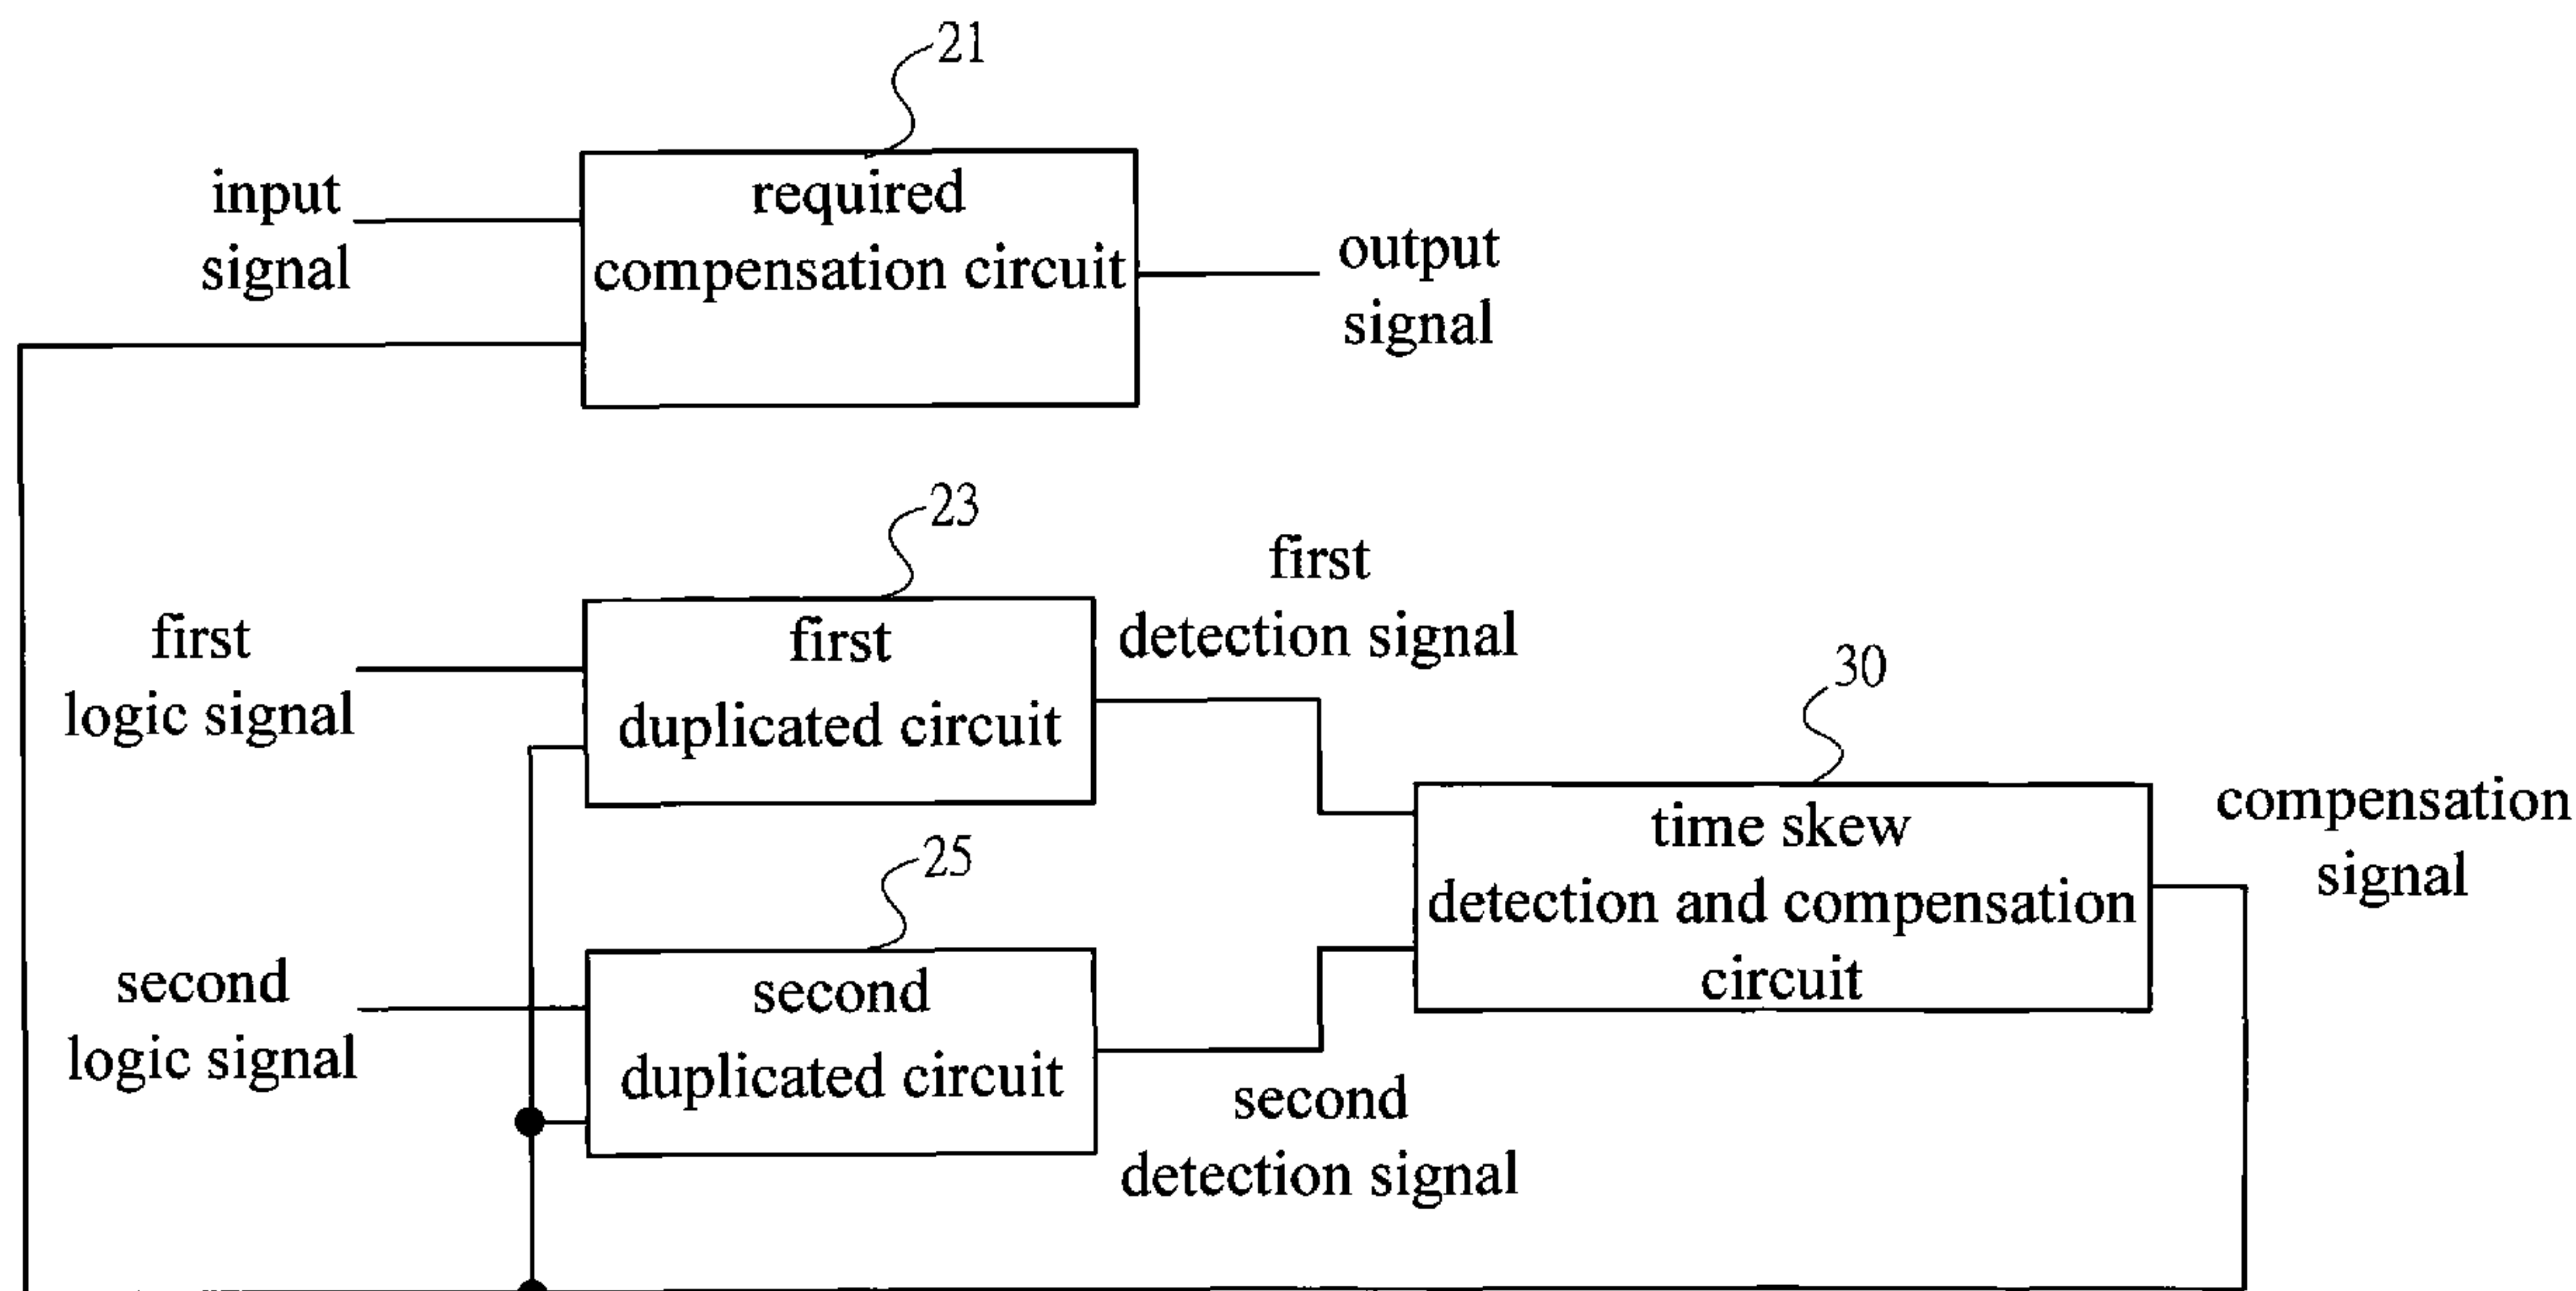 21
input
signal
required
compensation circuit
output
signal
23
first
logic signal
first
duplicated circuit
first
detection signal
30
time skew
detection and compensation
circuit
compensation
signal
25
second
logic signal
second
duplicated circuit
second
detection signal